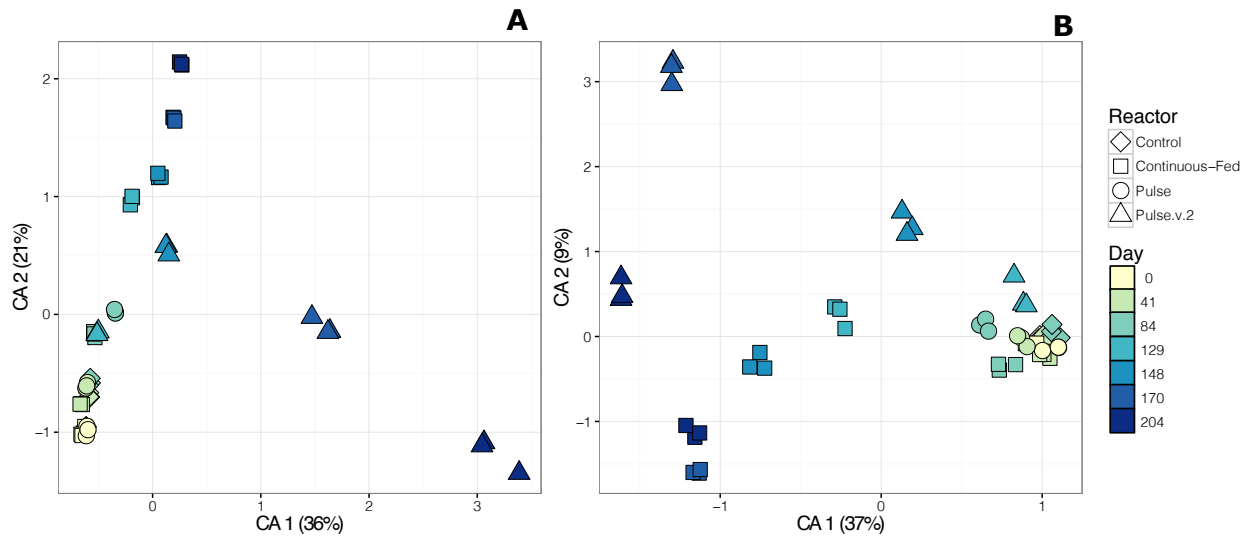 A
B
CA 2 (21%)
2
1
0
−1
0
1
2
3
CA 1 (36%)
CA 2 (9%)
3
2
1
0
−1
−1
0
1
CA 1 (37%)
Reactor
Control
Continuous−Fed
Pulse
Pulse.v.2
Day
0
41
84
129
148
170
204